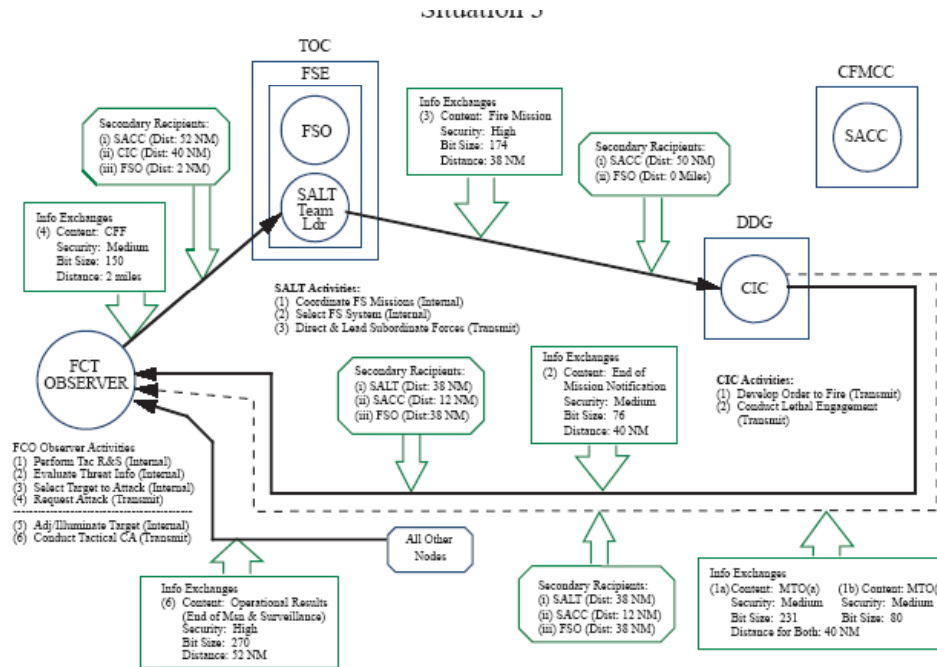 Situation 5
TOC
FSE
FSO
SALT
Team
Ldr
CFMCC
SACC
Info Exchanges
(3) Content: Fire Mission
Security: High
Bit Size: 174
Distance: 38 NM
Secondary Recipients:
(i) SACC (Dist: 52 NM)
(ii) CIC (Dist: 40 NM)
(iii) FSO (Dist: 2 NM)
Secondary Recipients:
(i) SACC (Dist: 50 NM)
(ii) FSO (Dist: 0 Miles)
Info Exchanges
(4) Content: CFF
Security: Medium
Bit Size: 150
Distance: 2 miles
DDG
CIC
SALT Activities:
(1) Coordinate FS Missions (Internal)
(2) Select FS System (Internal)
(3) Direct & Lead Subordinate Forces (Transmit)
FCT
OBSERVER
Secondary Recipients:
(i) SALT (Dist: 38 NM)
(ii) SACC (Dist: 12 NM)
(iii) FSO (Dist:38 NM)
Info Exchanges
(2) Content: End of
Mission Notification
Security: Medium
Bit Size: 76
Distance: 40 NM
CIC Activities:
(1) Develop Order to Fire (Transmit)
(2) Conduct Lethal Engagement
(Transmit)
FCO Observer Activities
(1) Perform Tac R&S (Internal)
(2) Evaluate Threat Info (Internal)
(3) Select Target to Attack (Internal)
(4) Request Attack (Transmit)
(5) Adj/Illuminate Target (Internal)
(6) Conduct Tactical CA (Transmit)
All Other
Nodes
Info Exchanges
(6) Content: Operational Results
(End of Msn & Surveillance)
Security: High
Bit Size: 270
Distance: 52 NM
Secondary Recipients:
(i) SALT (Dist: 38 NM)
(ii) SACC (Dist: 12 NM)
(iii) FSO (Dist: 38 NM)
Info Exchanges
(1a) Content: MTO(a) (1b) Content: MTO(
Security: Medium Security: Medium
Bit Size: 231 Bit Size: 80
Distance for Both: 40 NM